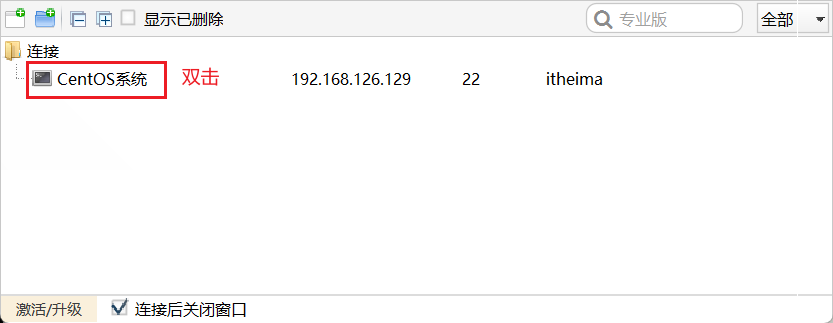 显示已删除 专业版 全部
连接
CentOS系统 双击 192.168.126.129 22 itheima
激活/升级 连接后关闭窗口